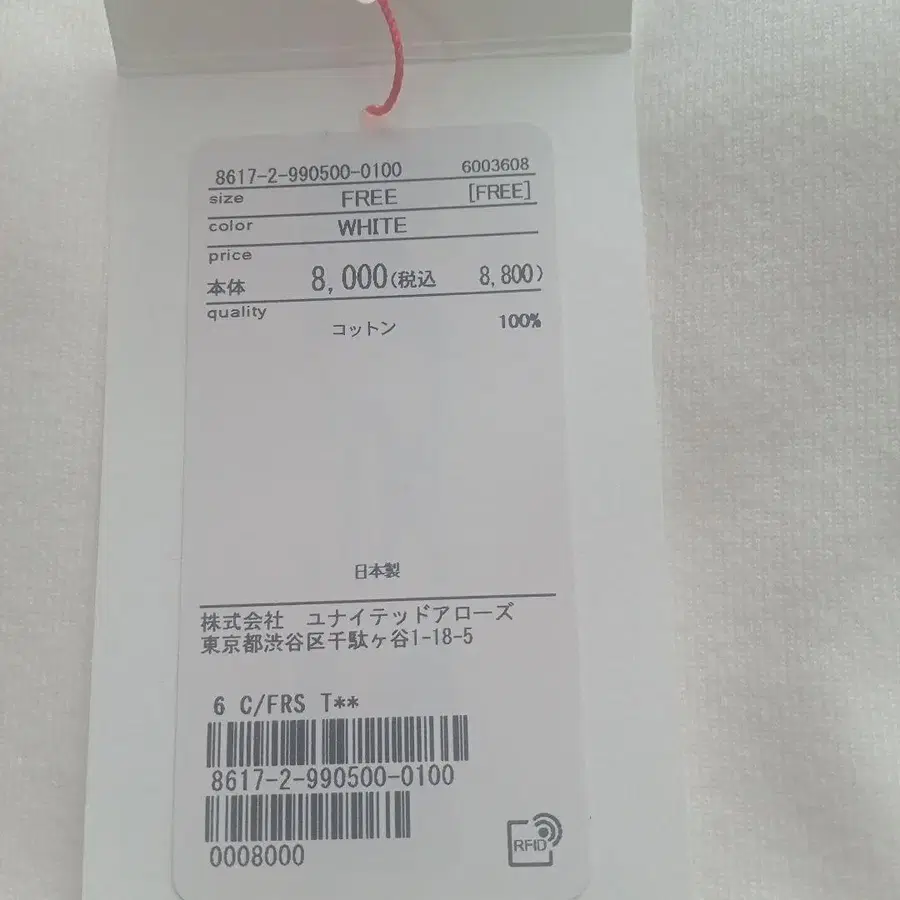 8617-2-990500-0100 6003608
size FREE [FREE]
color WHITE
price
本体 8,000(税込 8,800)
quality
コットン 100%
日本製
株式会社 ユナイテッドアローズ
東京都渋谷区千駄ヶ谷1-18-5
6 C/FRS T**
8617-2-990500-0100
0008000
RFID